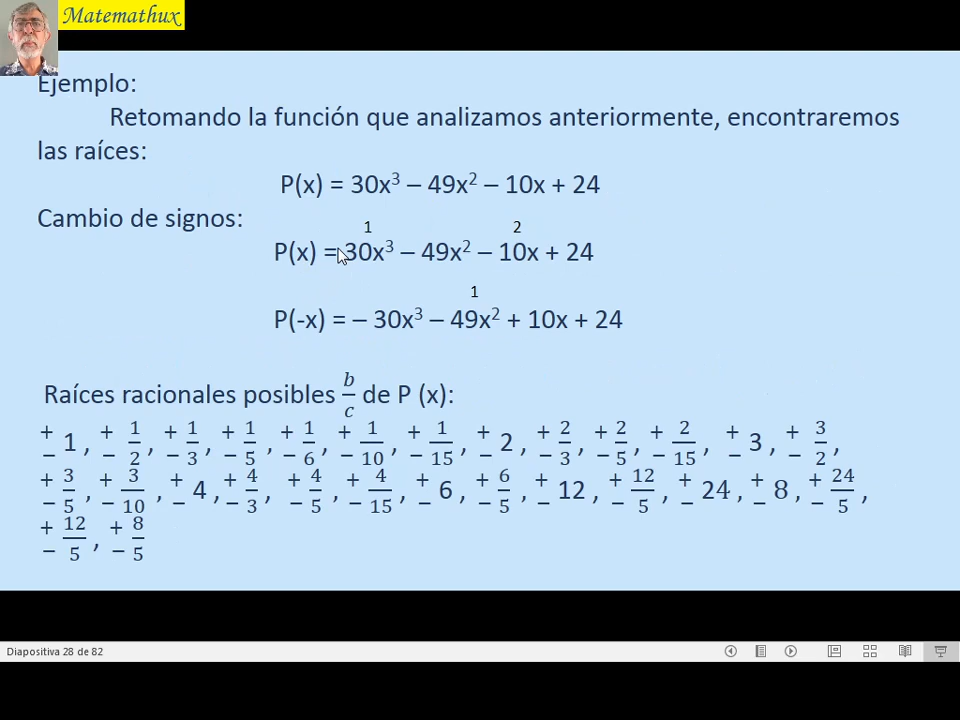 Matemathux
Ejemplo:
Retomando la función que analizamos anteriormente, encontraremos
las raíces:
P(x) = 30x³ – 49x² – 10x + 24
Cambio de signos:
1 2
P(x) = 30x³ – 49x² – 10x + 24
1
P(-x) = – 30x³ – 49x² + 10x + 24
Raíces racionales posibles b/c de P (x):
+/− 1 , +/− 1/2 , +/− 1/3 , +/− 1/5 , +/− 1/6 , +/− 1/10 , +/− 1/15 , +/− 2 , +/− 2/3 , +/− 2/5 , +/− 2/15 , +/− 3 , +/− 3/2 ,
+/− 3/5 , +/− 3/10 , +/− 4 , +/− 4/3 , +/− 4/5 , +/− 4/15 , +/− 6 , +/− 6/5 , +/− 12 , +/− 12/5 , +/− 24 , +/− 8 , +/− 24/5 ,
+/− 12/5 , +/− 8/5
Diapositiva 28 de 82